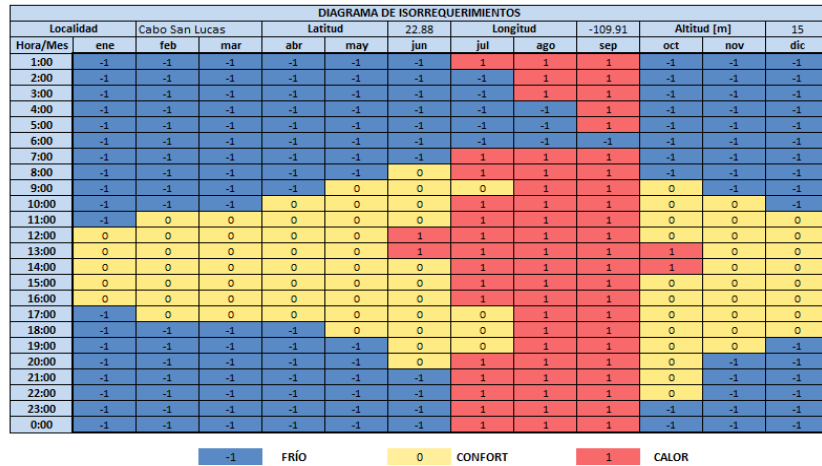 DIAGRAMA DE ISORREQUERIMIENTOS
Localidad Cabo San Lucas Latitud 22.88 Longitud -109.91 Altitud [m] 15
Hora/Mes ene feb mar abr may jun jul ago sep oct nov dic
1:00 -1 -1 -1 -1 -1 -1 1 1 1 -1 -1 -1
2:00 -1 -1 -1 -1 -1 -1 -1 1 1 -1 -1 -1
3:00 -1 -1 -1 -1 -1 -1 -1 1 1 -1 -1 -1
4:00 -1 -1 -1 -1 -1 -1 -1 -1 1 -1 -1 -1
5:00 -1 -1 -1 -1 -1 -1 -1 -1 1 -1 -1 -1
6:00 -1 -1 -1 -1 -1 -1 -1 -1 -1 -1 -1 -1
7:00 -1 -1 -1 -1 -1 -1 1 1 1 -1 -1 -1
8:00 -1 -1 -1 -1 -1 0 1 1 1 -1 -1 -1
9:00 -1 -1 -1 -1 0 0 0 1 1 0 -1 -1
10:00 -1 -1 -1 0 0 0 1 1 1 0 0 -1
11:00 -1 0 0 0 0 0 1 1 1 0 0 0
12:00 0 0 0 0 0 1 1 1 1 0 0 0
13:00 0 0 0 0 0 1 1 1 1 1 0 0
14:00 0 0 0 0 0 0 1 1 1 1 0 0
15:00 0 0 0 0 0 0 1 1 1 0 0 0
16:00 0 0 0 0 0 0 1 1 1 0 0 0
17:00 -1 0 0 0 0 0 0 1 1 0 0 0
18:00 -1 -1 -1 -1 0 0 0 1 1 0 0 0
19:00 -1 -1 -1 -1 -1 0 0 1 1 0 0 -1
20:00 -1 -1 -1 -1 -1 0 1 1 1 0 -1 -1
21:00 -1 -1 -1 -1 -1 -1 1 1 1 0 -1 -1
22:00 -1 -1 -1 -1 -1 -1 1 1 1 0 -1 -1
23:00 -1 -1 -1 -1 -1 -1 1 1 1 -1 -1 -1
0:00 -1 -1 -1 -1 -1 -1 1 1 1 -1 -1 -1
-1 FRÍO 0 CONFORT 1 CALOR